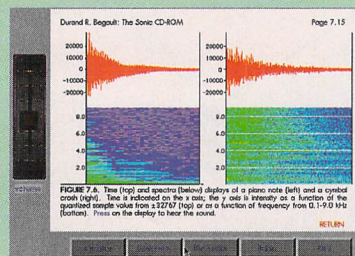 Durand R. Begault: The Sonic CD-ROM
Page 7.15
20000
10000
0
-10000
-20000
20000
10000
0
-10000
-20000
8.0
6.0
4.0
2.0
8.0
6.0
4.0
2.0
FIGURE 7.6. Time (top) and spectra (below) displays of a piano note (left) and a cymbal
crash (right). Time is indicated on the x axis; the y axis is intensity as a function of the
quantized sample value from ±32767 (top) or as a function of frequency from 0.1-9.0 kHz
(bottom). Press on the display to hear the sound.
RETURN